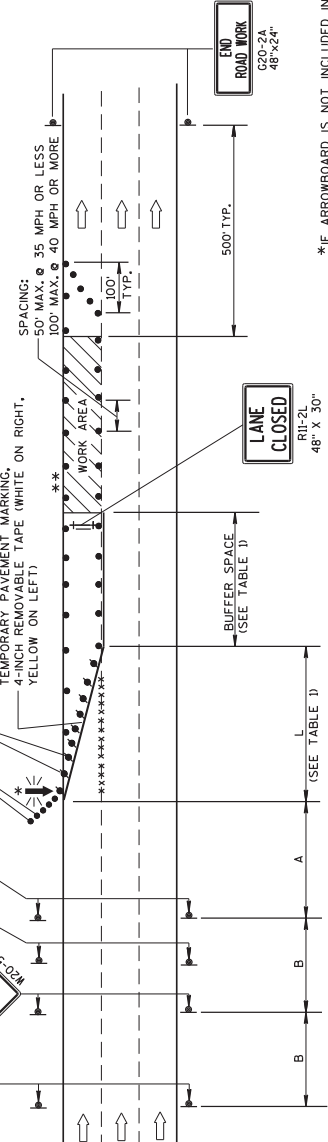 END
ROAD WORK
G20-2A
48"x24"
*IF ARROWBOARD IS NOT INCLUDED IN
SPACING:
50' MAX. @ 35 MPH OR LESS
100' MAX. @ 40 MPH OR MORE
100'
TYP.
500' TYP.
WORK AREA
**
LANE
CLOSED
R11-2L
48" X 30"
TEMPORARY PAVEMENT MARKING.
4-INCH REMOVABLE TAPE (WHITE ON RIGHT,
YELLOW ON LEFT)
BUFFER SPACE
(SEE TABLE 1)
*
L
(SEE TABLE 1)
A
B
B